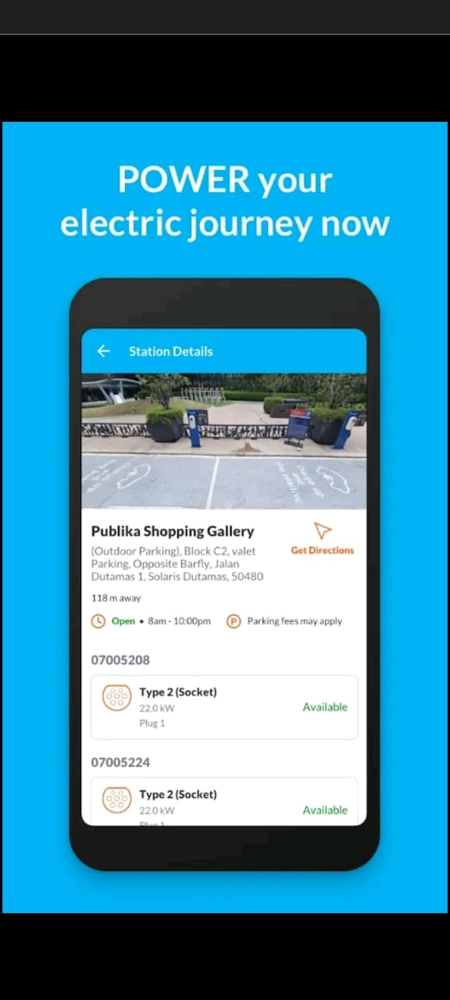 POWER your
electric journey now
Station Details
Publika Shopping Gallery
(Outdoor Parking), Block C2, valet
Parking, Opposite Barfly, Jalan
Dutamas 1, Solaris Dutamas, 50480
Get Directions
118 m away
Open • 8am - 10:00pm
P Parking fees may apply
07005208
Type 2 (Socket)
22.0 kW
Plug 1
Available
07005224
Type 2 (Socket)
22.0 kW
Plug 1
Available